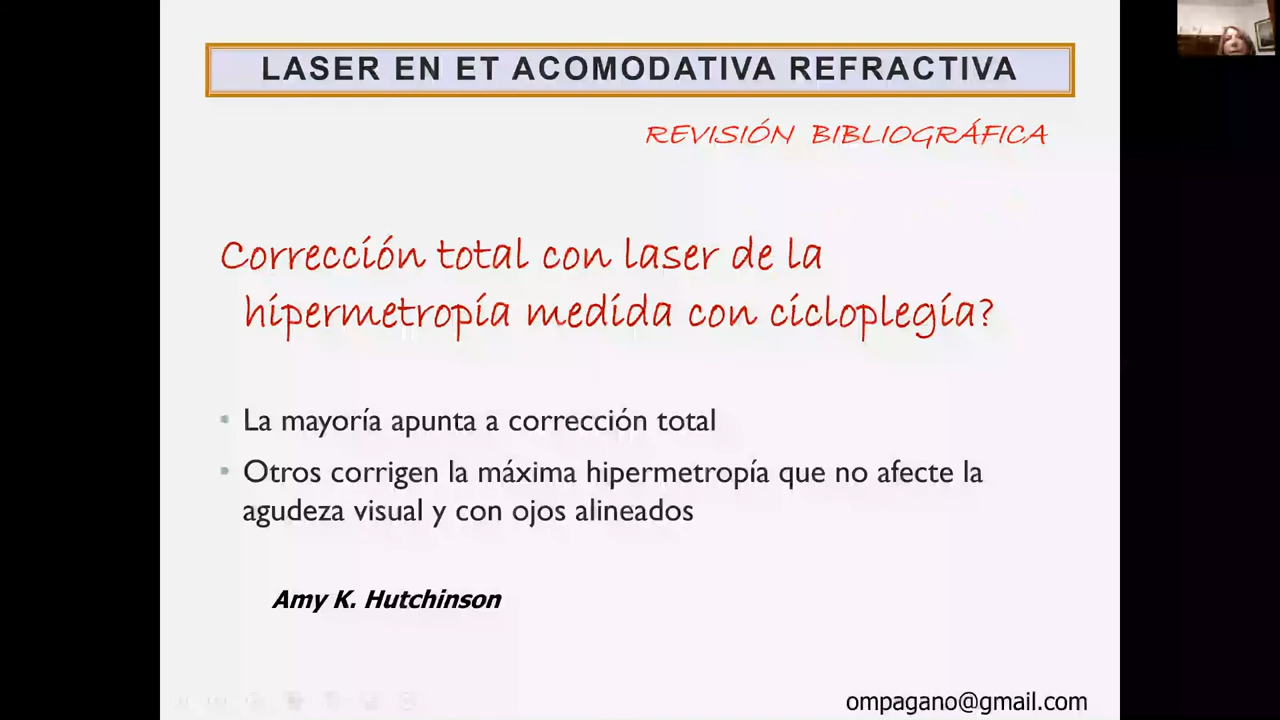 LASER EN ET ACOMODATIVA REFRACTIVA
REVISIÓN BIBLIOGRÁFICA
Corrección total con laser de la
hipermetropía medida con cicloplegía?
• La mayoría apunta a corrección total
• Otros corrigen la máxima hipermetropía que no afecte la
agudeza visual y con ojos alineados
Amy K. Hutchinson
ompagano@gmail.com